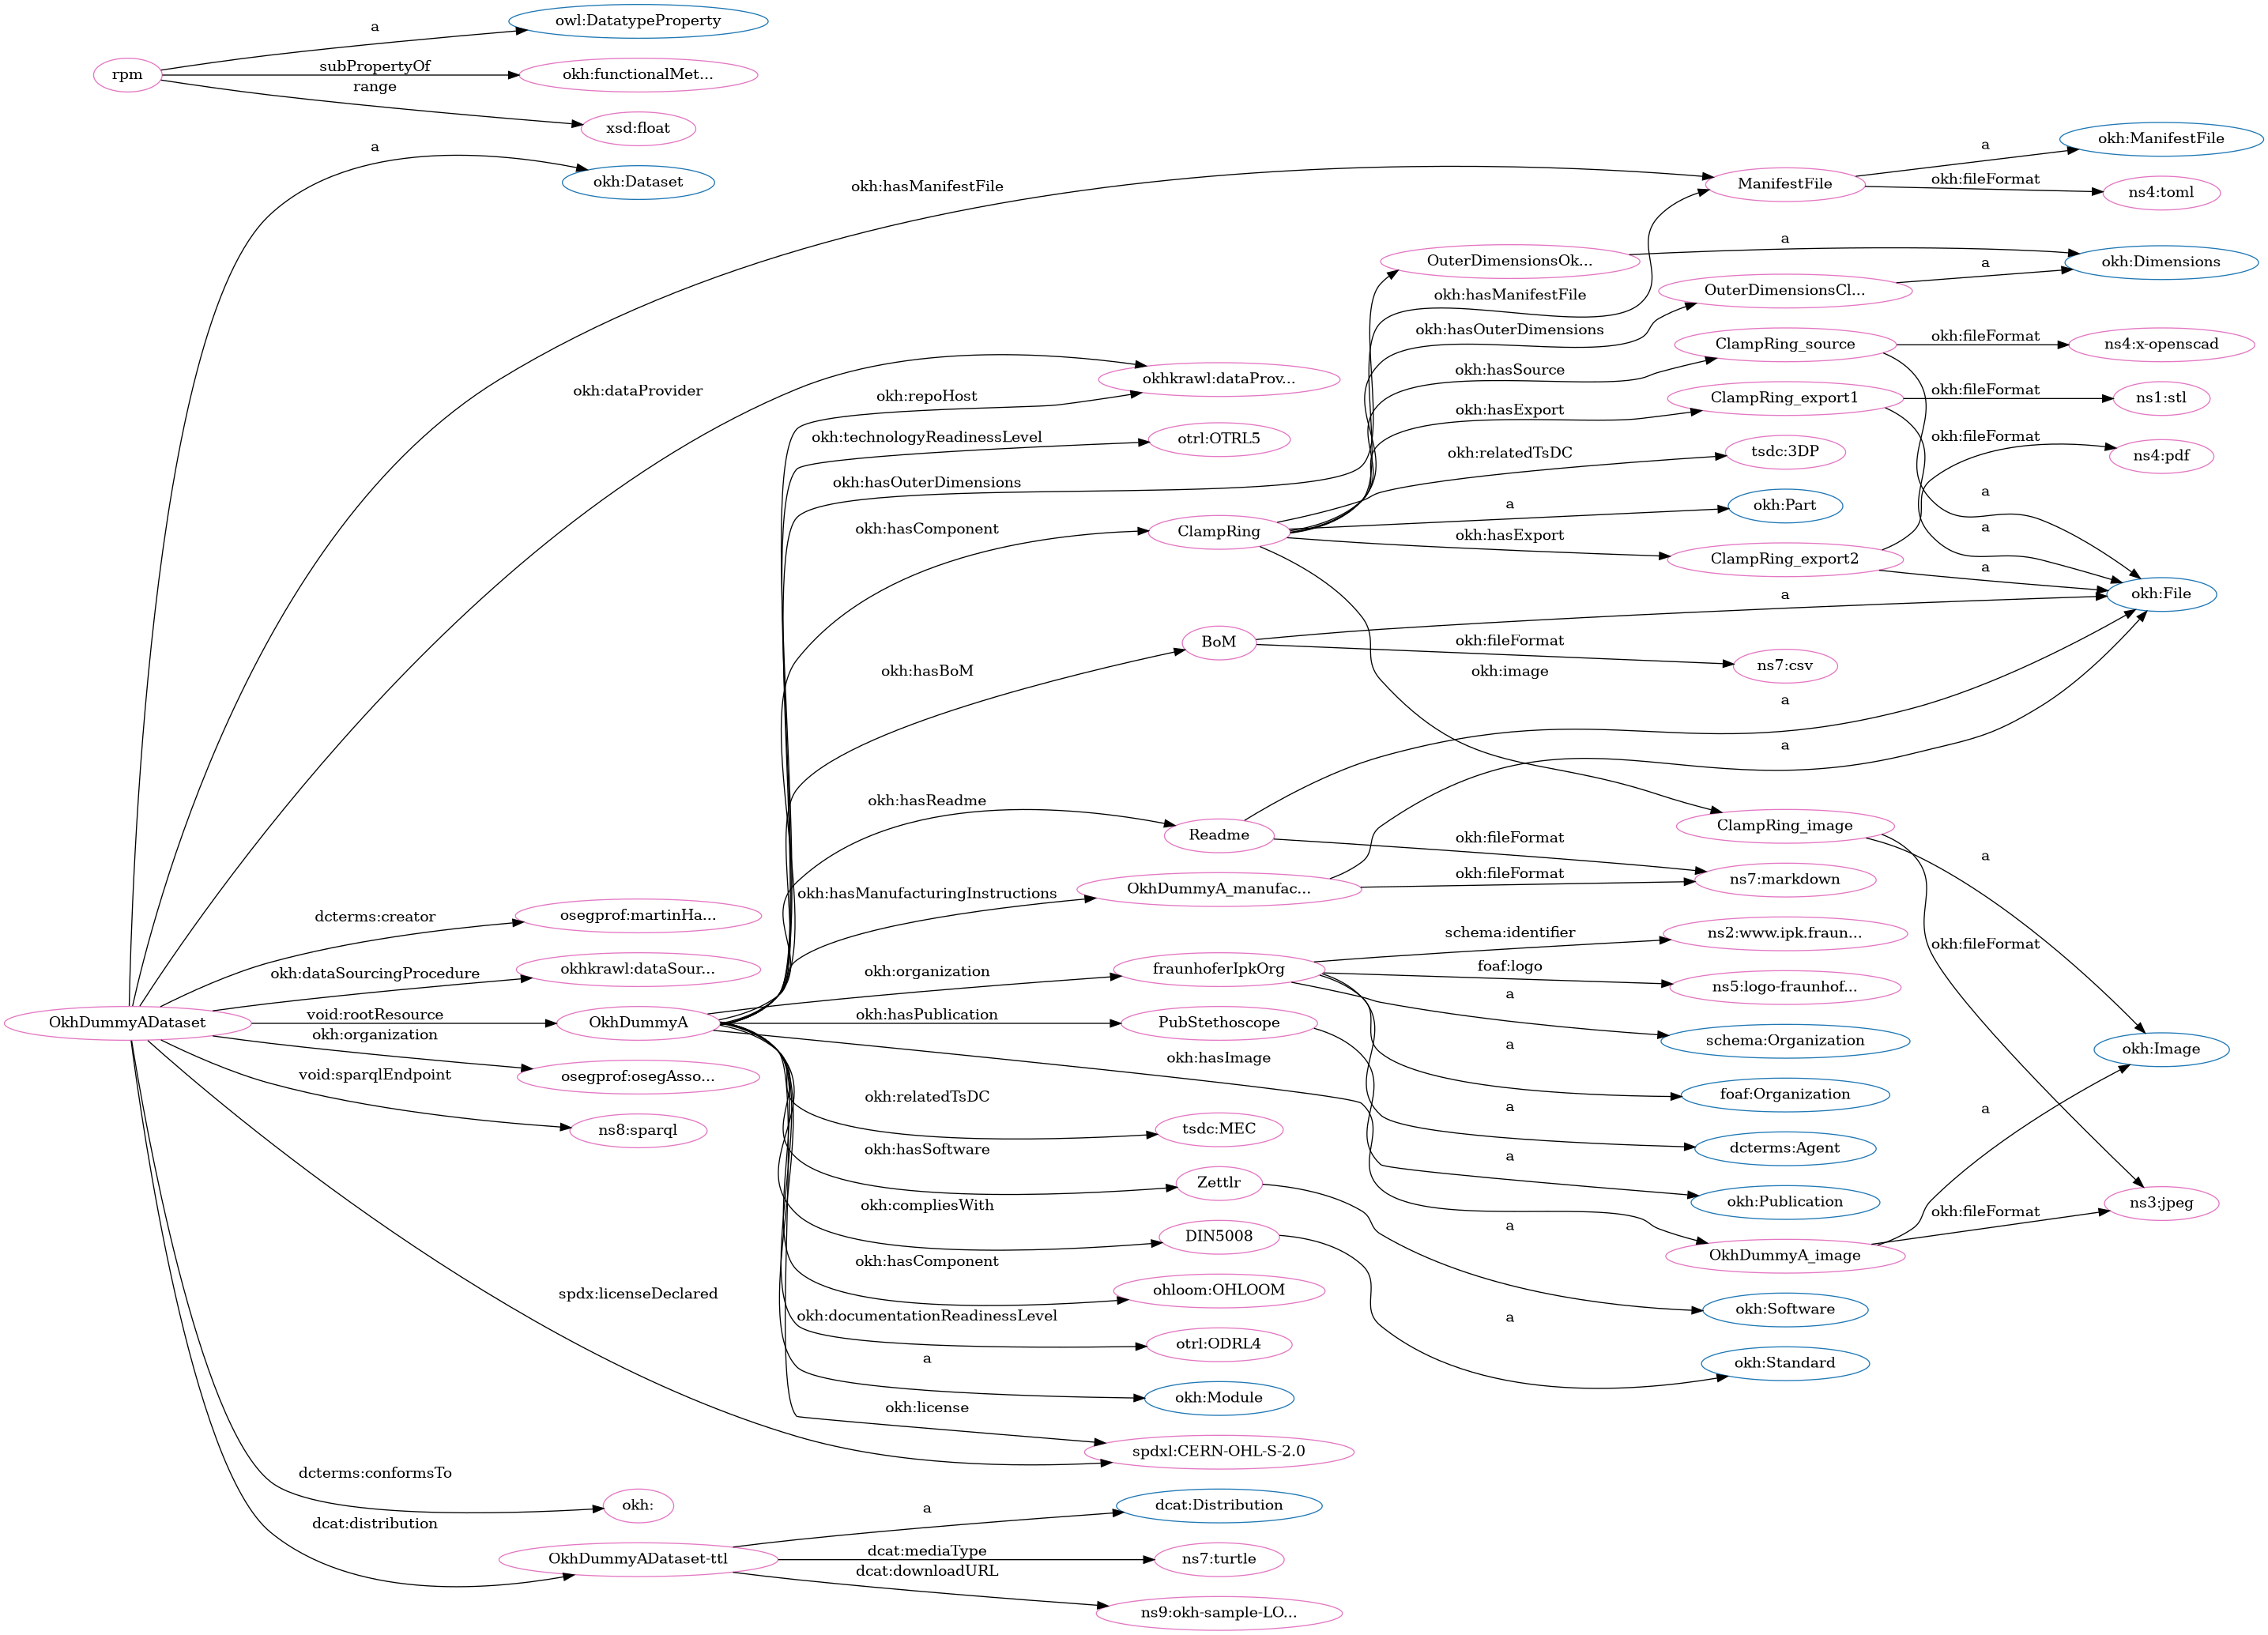 owl:DatatypeProperty
a
rpm
subPropertyOf
okh:functionalMet...
range
xsd:float
a
okh:Dataset
okh:hasManifestFile
ManifestFile
a
okh:ManifestFile
okh:fileFormat
ns4:toml
OuterDimensionsOk...
a
okh:Dimensions
okh:hasManifestFile
OuterDimensionsCl...
a
okh:hasOuterDimensions
ClampRing_source
okh:fileFormat
ns4:x-openscad
okh:dataProvider
okhkrawl:dataProv...
okh:hasSource
okh:repoHost
okh:hasExport
ClampRing_export1
okh:fileFormat
ns1:stl
okh:technologyReadinessLevel
otrl:OTRL5
okh:relatedTsDC
tsdc:3DP
okh:fileFormat
ns4:pdf
okh:hasOuterDimensions
a
okh:Part
a
okh:hasComponent
ClampRing
okh:hasExport
ClampRing_export2
a
a
okh:File
okh:hasBoM
BoM
a
okh:fileFormat
ns7:csv
okh:image
a
a
okh:hasReadme
Readme
okh:fileFormat
ClampRing_image
a
okh:hasManufacturingInstructions
OkhDummyA_manufac...
okh:fileFormat
ns7:markdown
dcterms:creator
osegprof:martinHa...
schema:identifier
ns2:www.ipk.fraun...
okh:fileFormat
okh:dataSourcingProcedure
okhkrawl:dataSour...
okh:organization
fraunhoferIpkOrg
foaf:logo
ns5:logo-fraunhof...
a
OkhDummyADataset
void:rootResource
OkhDummyA
okh:hasPublication
PubStethoscope
schema:Organization
okh:Image
okh:organization
osegprof:osegAsso...
okh:hasImage
a
foaf:Organization
void:sparqlEndpoint
ns8:sparql
okh:relatedTsDC
tsdc:MEC
a
dcterms:Agent
a
okh:hasSoftware
Zettlr
a
okh:Publication
ns3:jpeg
okh:fileFormat
okh:compliesWith
DIN5008
a
OkhDummyA_image
okh:hasComponent
ohloom:OHLOOM
okh:Software
spdx:licenseDeclared
okh:documentationReadinessLevel
otrl:ODRL4
a
okh:Standard
a
okh:Module
okh:license
spdxl:CERN-OHL-S-2.0
dcterms:conformsTo
okh:
a
dcat:Distribution
dcat:distribution
OkhDummyADataset-ttl
dcat:mediaType
ns7:turtle
dcat:downloadURL
ns9:okh-sample-LO...